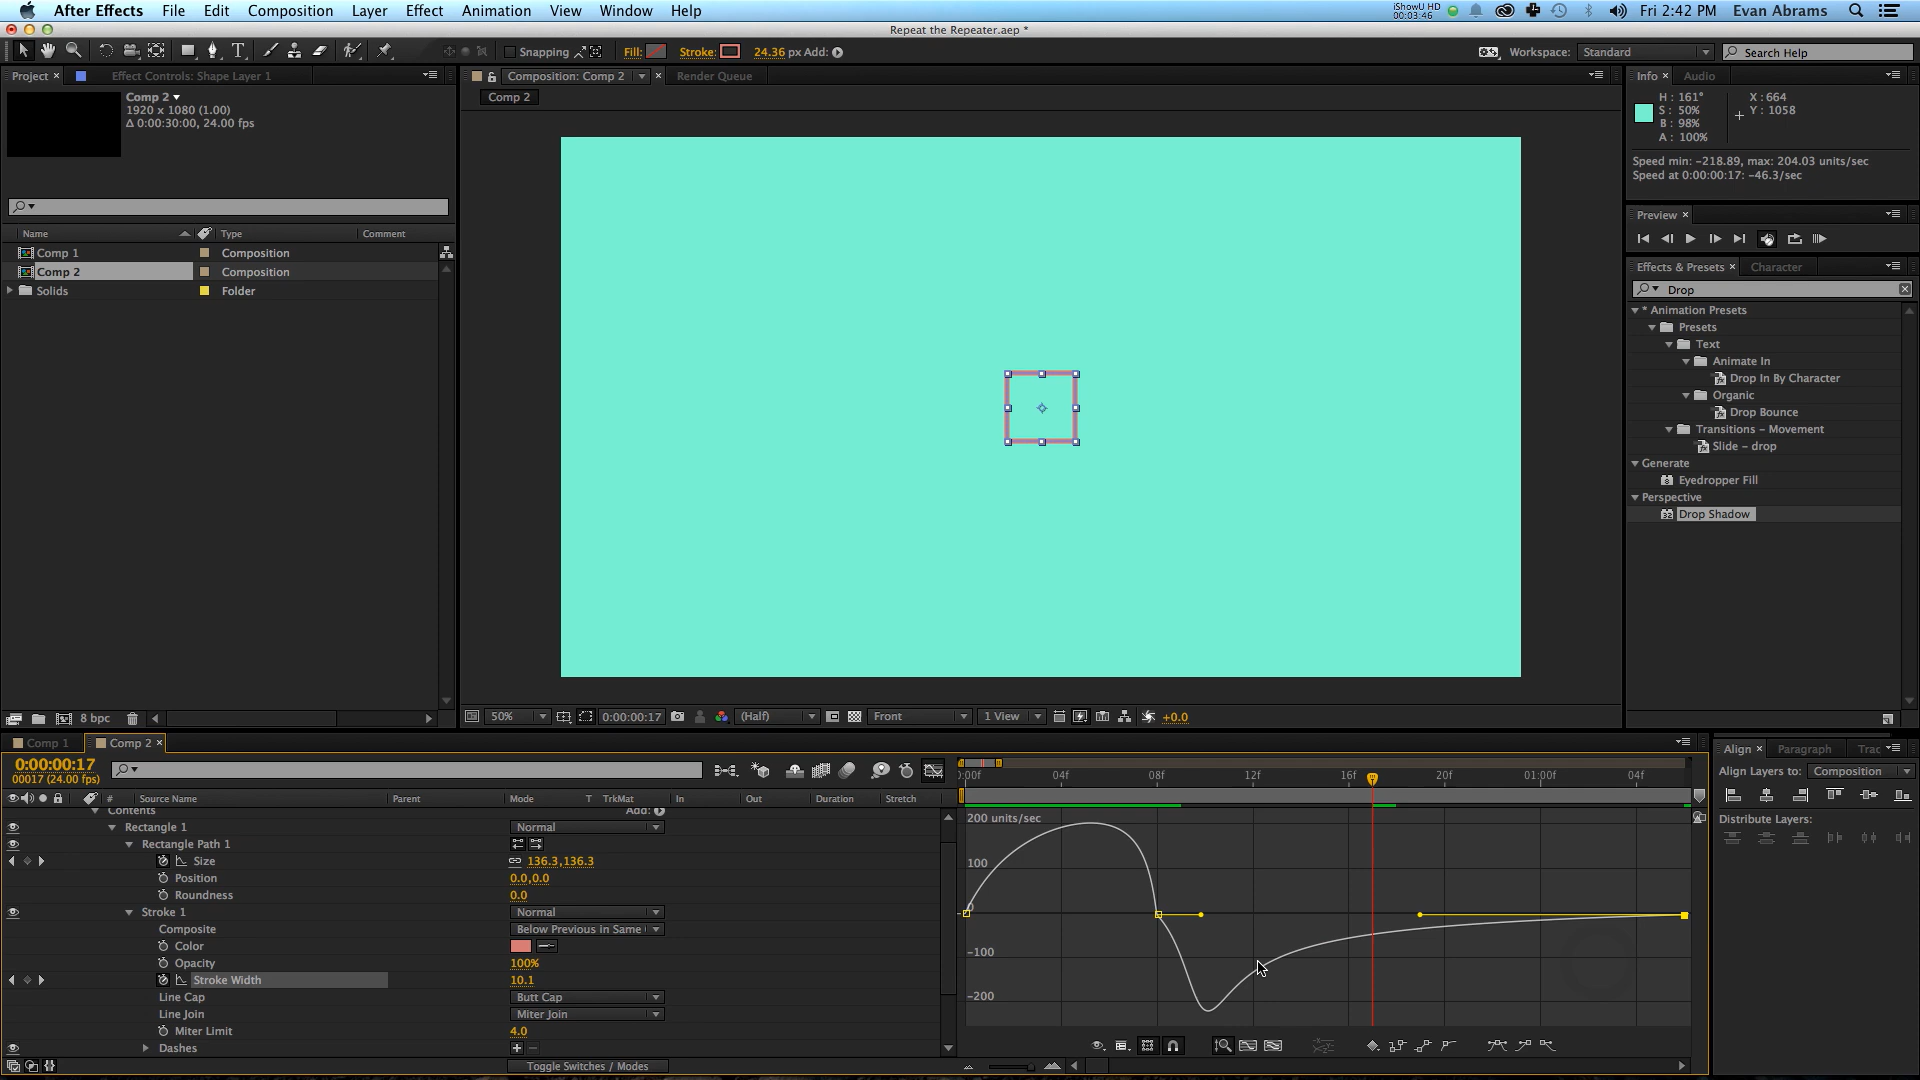 After Effects File Edit Composition Layer Effect Animation View Window Help iShowU HD 00:03:46 Fri 2:42 PM Evan Abrams
Repeat the Repeater.aep *
Snapping Fill: Stroke: 24.36 px Add: Workspace: Standard Search Help
Project × Effect Controls: Shape Layer 1 Composition: Comp 2 × Render Queue Info × Audio
Comp 2
1920 x 1080 (1.00)
Δ 0:00:30:00, 24.00 fps
Comp 2
H : 161° X : 664
S : 50% Y : 1058
B : 98%
A : 100%
Speed min: -218.89, max: 204.03 units/sec
Speed at 0:00:00:17: -46.3/sec
Preview ×
Name Type Comment
Comp 1 Composition
Comp 2 Composition
Solids Folder
Effects & Presets × Character
Drop
* Animation Presets
Presets
Text
Animate In
Drop In By Character
Organic
Drop Bounce
Transitions – Movement
Slide – drop
Generate
Eyedropper Fill
Perspective
32 Drop Shadow
8 bpc 50% 0:00:00:17 (Half) Front 1 View +0.0
Comp 1 Comp 2 ×
0:00:00:17
00017 (24.00 fps)
# Source Name Parent Mode T TrkMat In Out Duration Stretch
):00f 04f 08f 12f 16f 20f 01:00f 04f
Contents Add:
Rectangle 1 Normal
Rectangle Path 1
Size 136.3,136.3
Position 0.0,0.0
Roundness 0.0
Stroke 1 Normal
Composite Below Previous in Same
Color
Opacity 100%
Stroke Width 10.1
Line Cap Butt Cap
Line Join Miter Join
Miter Limit 4.0
Dashes + −
Toggle Switches / Modes
200 units/sec
100
0
-100
-200
Align × Paragraph Trac
Align Layers to: Composition
Distribute Layers: